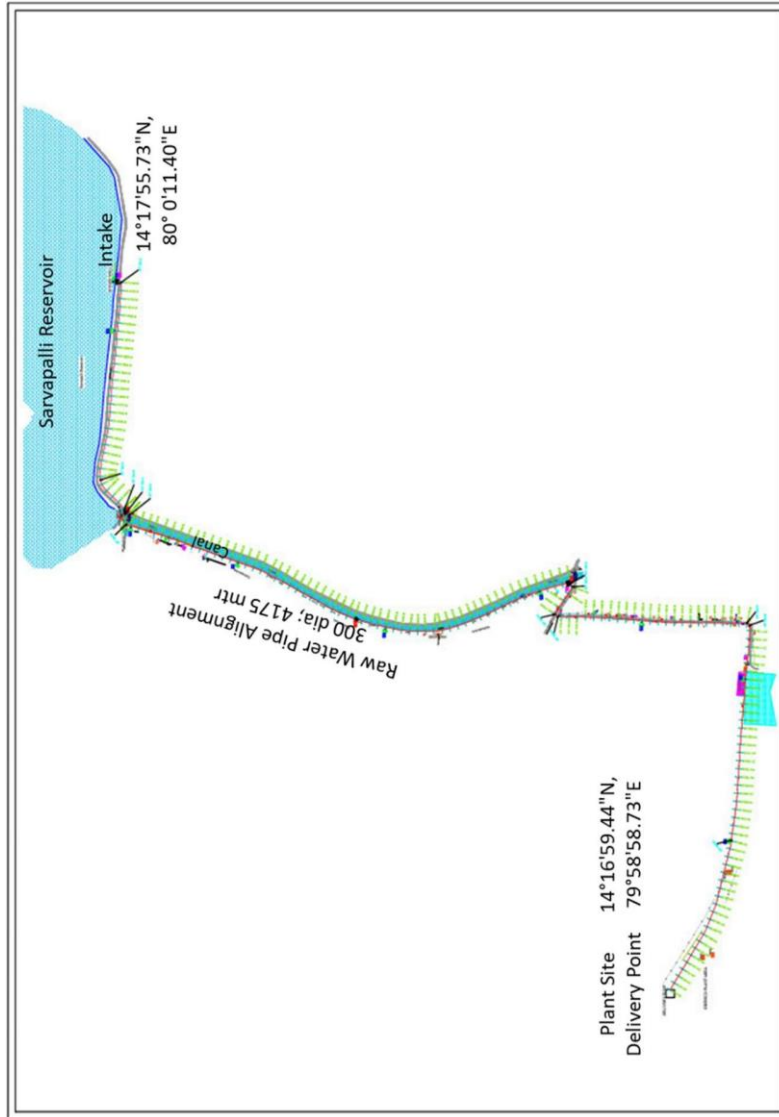 Sarvapalli Reservoir
Intake
14°17'55.73"N,
80° 0'11.40"E
Canal
Raw Water Pipe Alignment
300 dia; 4175 mtr
Plant Site 14°16'59.44"N,
Delivery Point 79°58'58.73"E